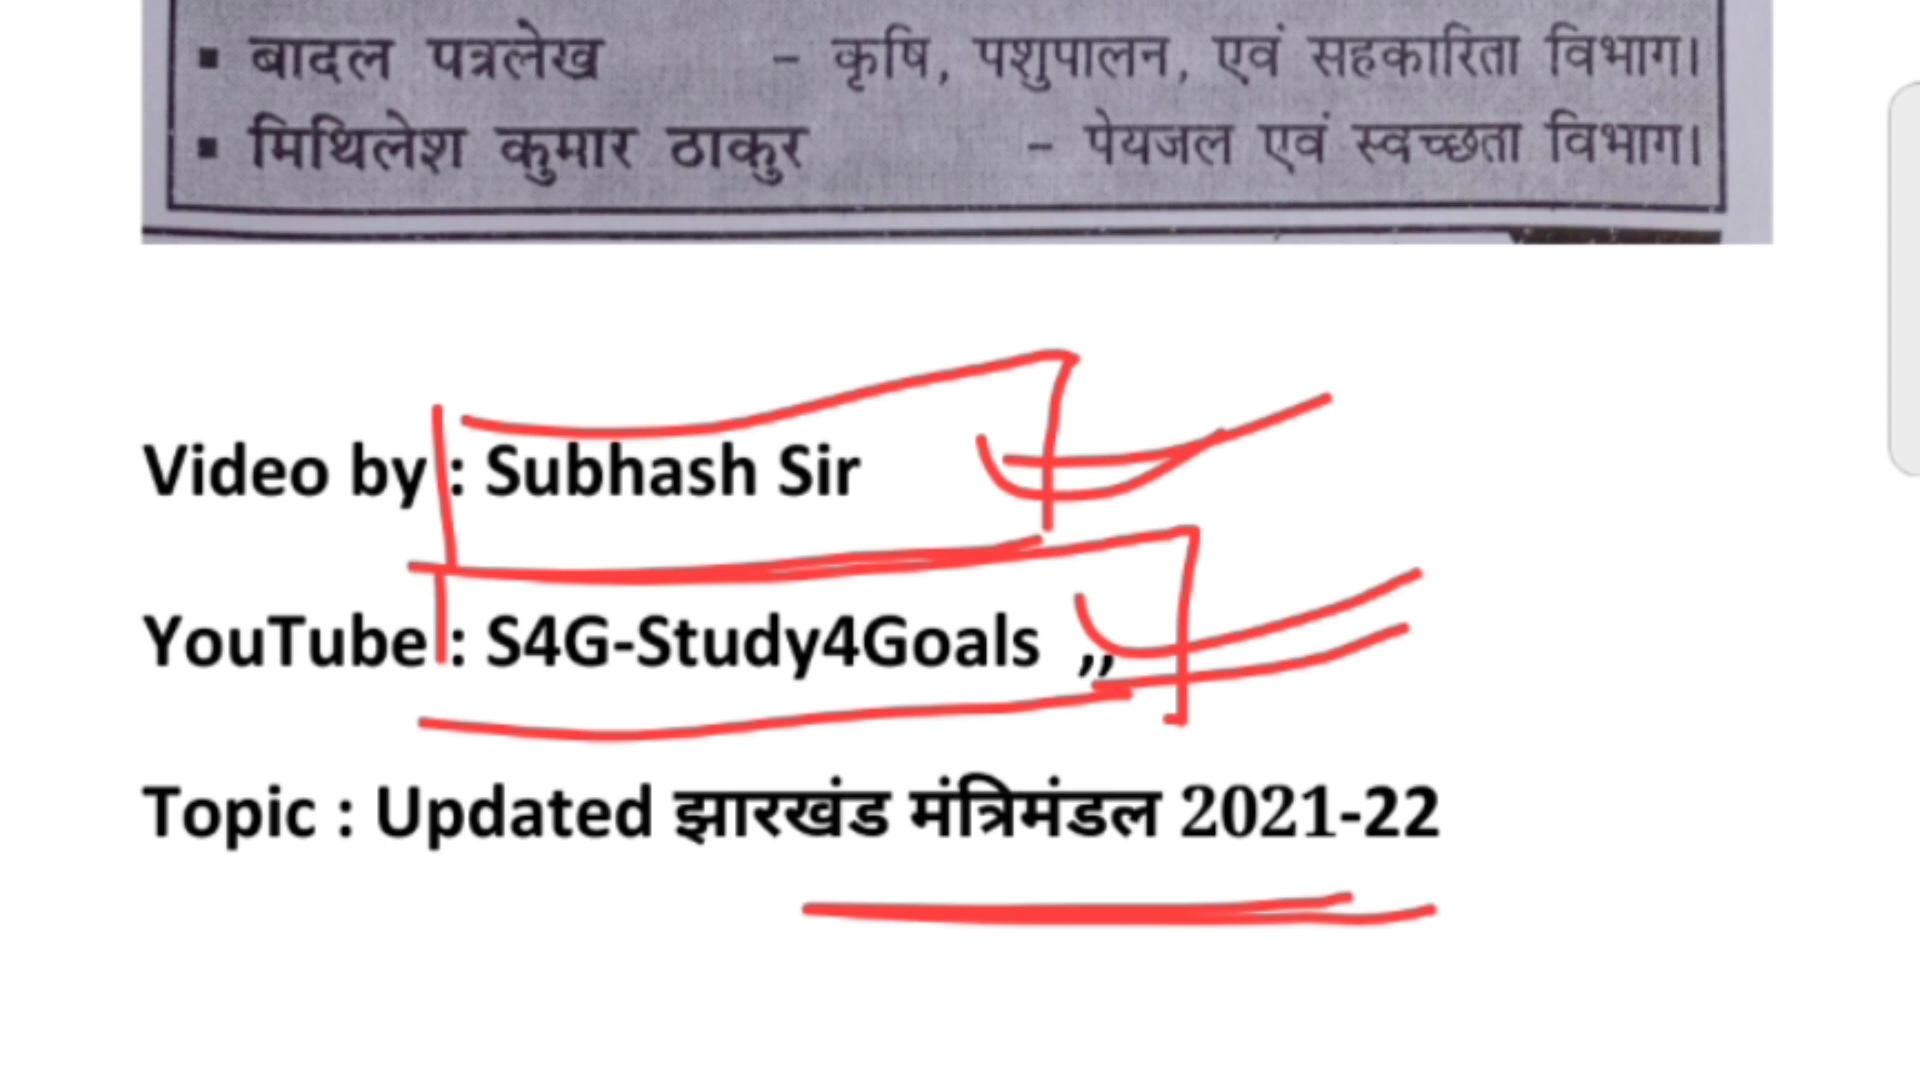 ▪ बादल पत्रलेख – कृषि, पशुपालन, एवं सहकारिता विभाग।
▪ मिथिलेश कुमार ठाकुर – पेयजल एवं स्वच्छता विभाग।
Video by : Subhash Sir
YouTube : S4G-Study4Goals ,,
Topic : Updated झारखंड मंत्रिमंडल 2021-22